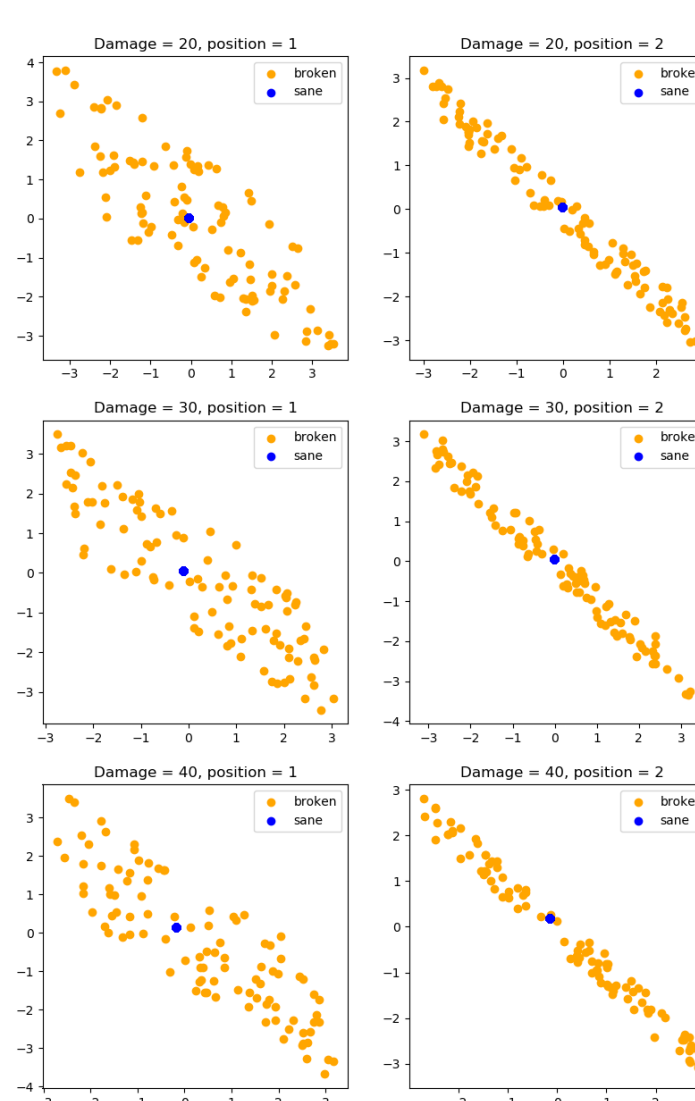 Damage = 20, position = 1
broken
sane
4
3
2
1
0
−1
−2
−3
−3 −2 −1 0 1 2 3
Damage = 20, position = 2
broke
sane
3
2
1
0
−1
−2
−3
−3 −2 −1 0 1 2
Damage = 30, position = 1
broken
sane
3
2
1
0
−1
−2
−3
−3 −2 −1 0 1 2 3
Damage = 30, position = 2
broke
sane
3
2
1
0
−1
−2
−3
−4
−3 −2 −1 0 1 2 3
Damage = 40, position = 1
broken
sane
4
3
2
1
0
−1
−2
−3
−4
Damage = 40, position = 2
broke
sane
3
2
1
0
−1
−2
−3